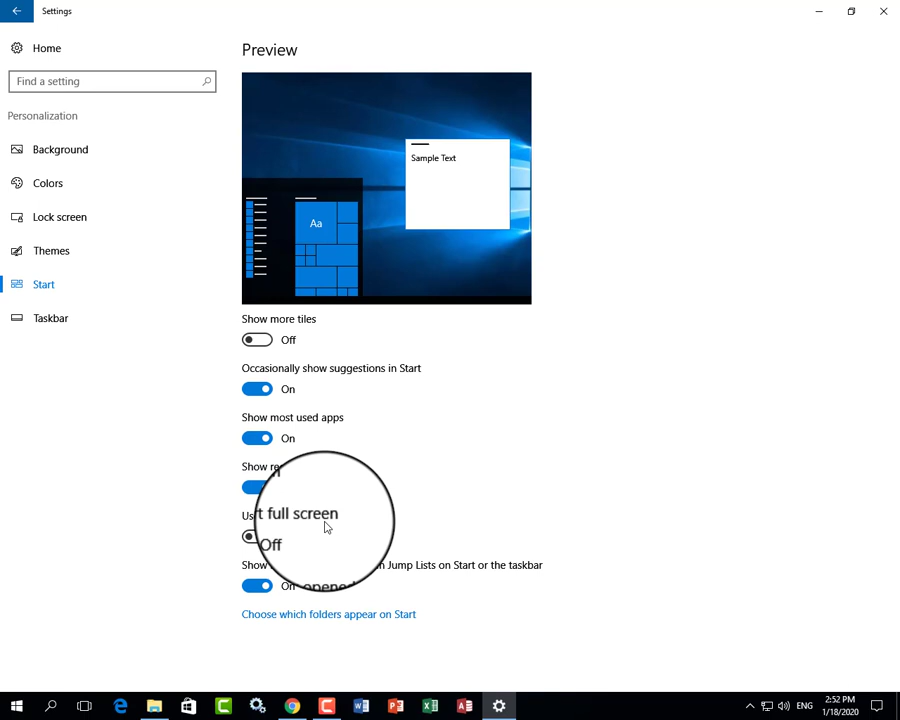 Settings
Home
Find a setting
Personalization
Background
Colors
Lock screen
Themes
Start
Taskbar
Preview
Sample Text
Aa
Show more tiles
Off
Occasionally show suggestions in Start
On
Show most used apps
On
Show re
t full screen
Off
Show
n Jump Lists on Start or the taskbar
On
opened
Choose which folders appear on Start
ENG
2:52 PM
1/18/2020